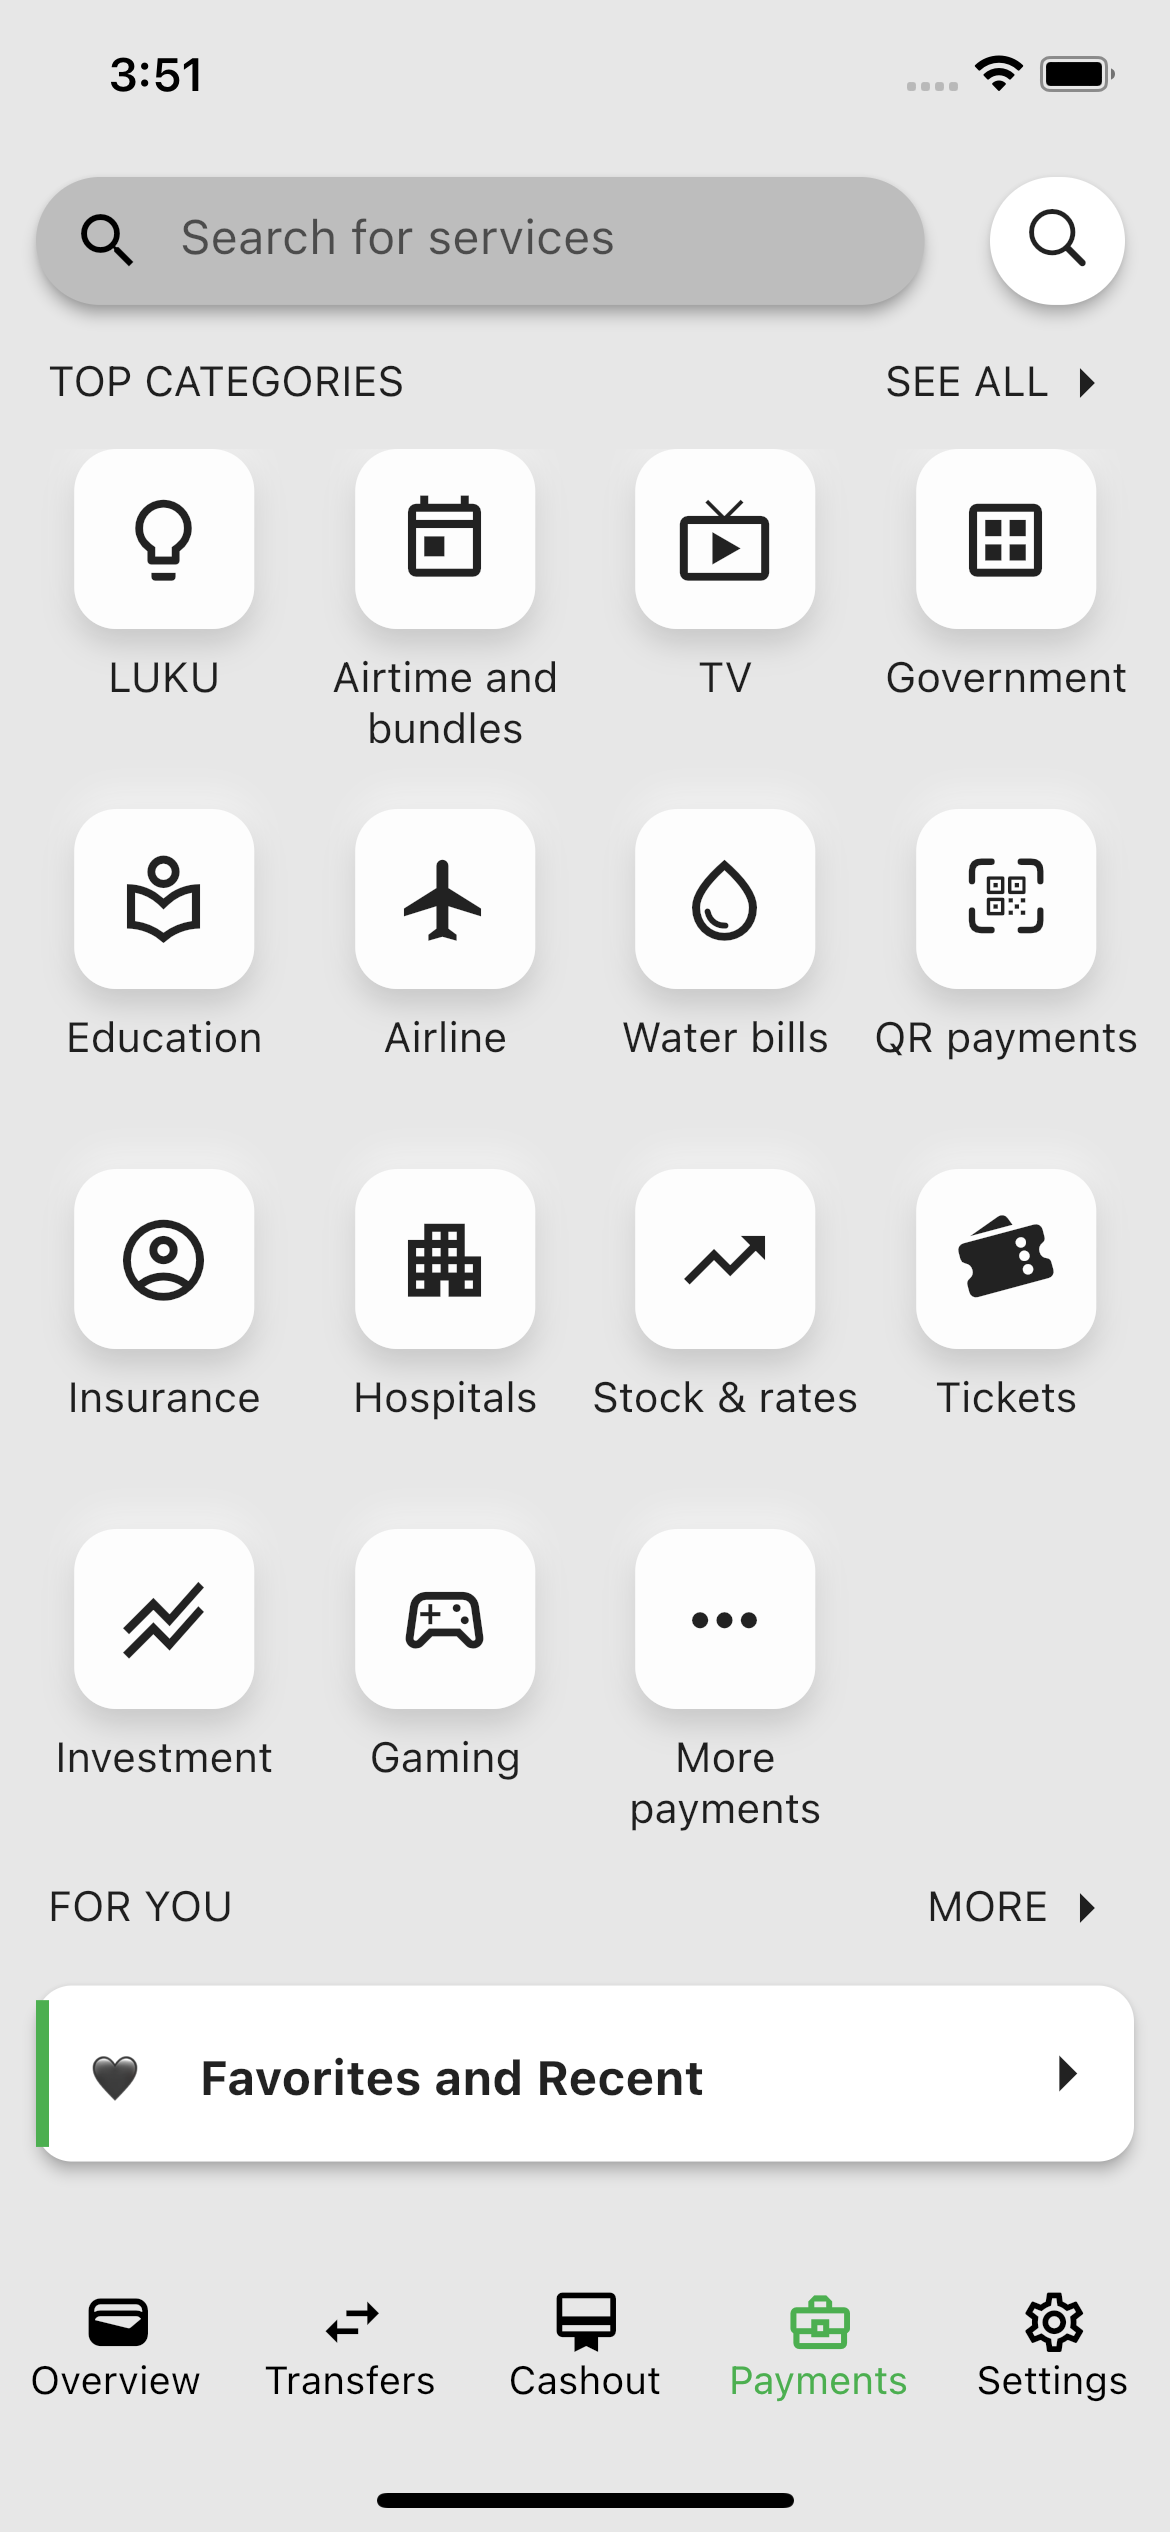 3:51
Search for services
TOP CATEGORIES
SEE ALL
LUKU
Airtime and
bundles
TV
Government
Education
Airline
Water bills
QR payments
Insurance
Hospitals
Stock & rates
Tickets
Investment
Gaming
More
payments
FOR YOU
MORE
Favorites and Recent
Overview
Transfers
Cashout
Payments
Settings